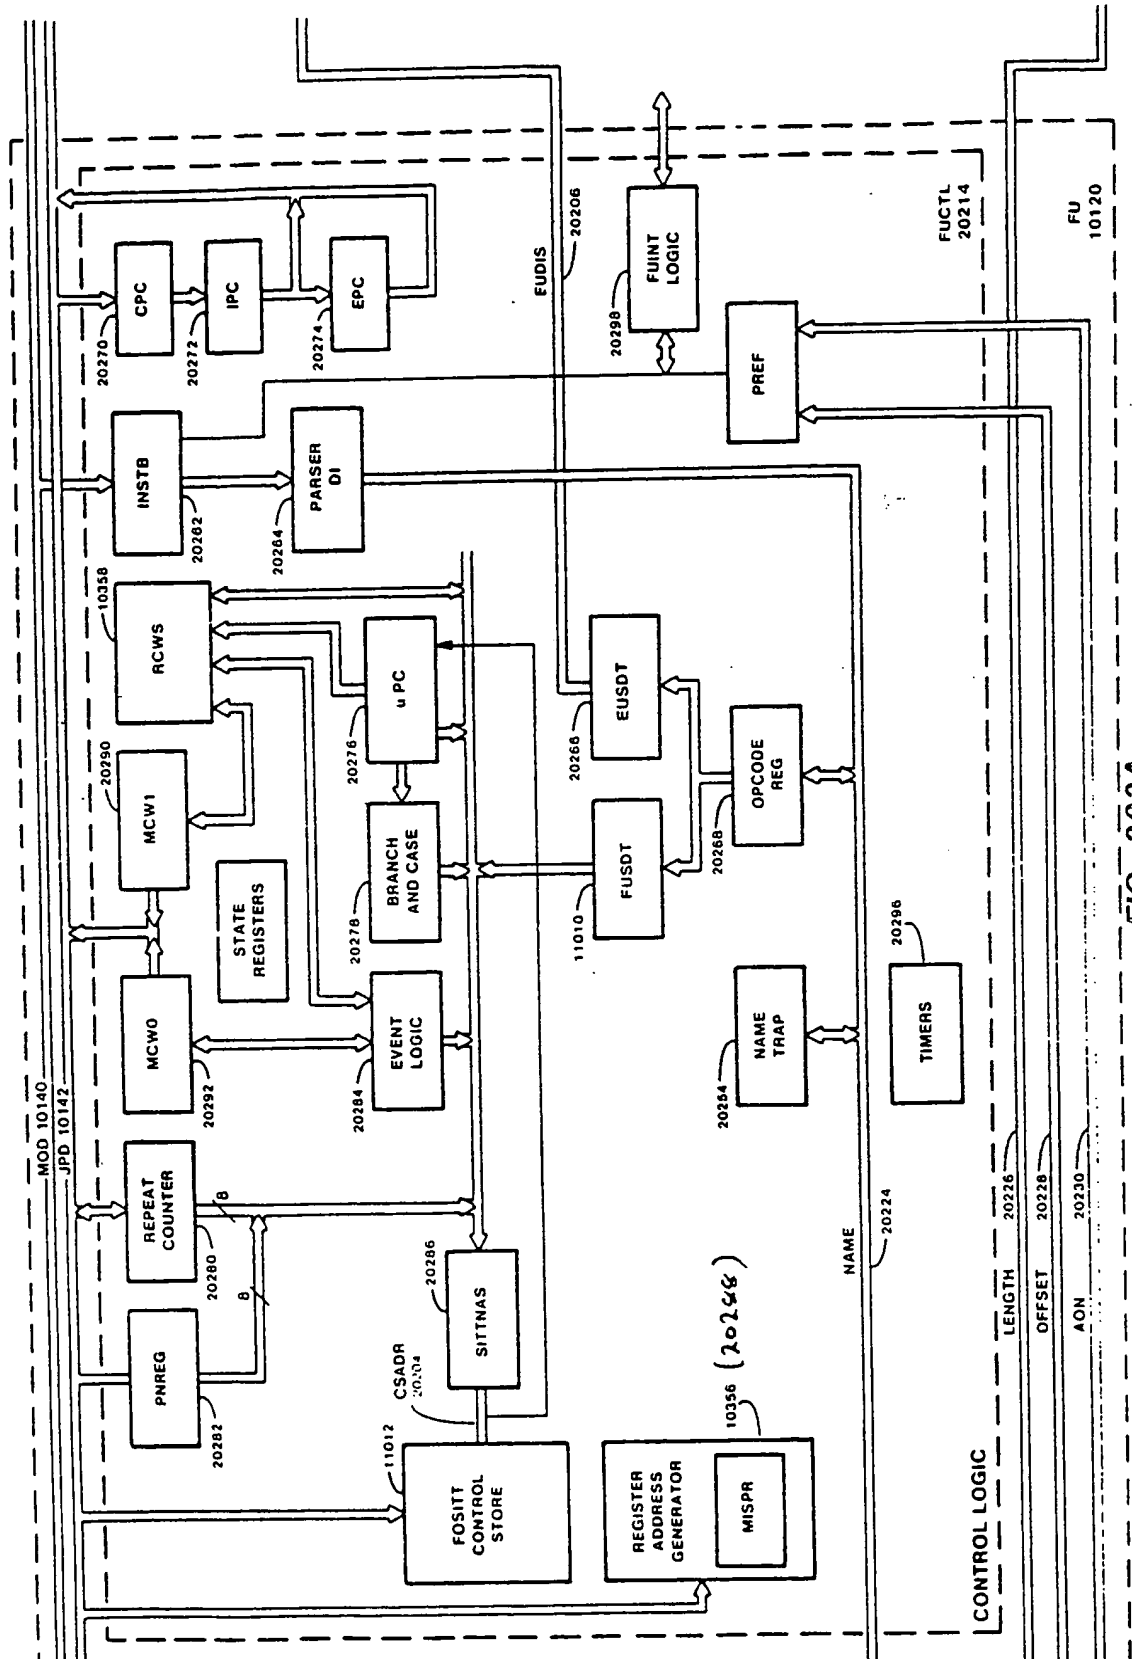 MOD 10140
JPD 10142
PNREG
20282
REPEAT
COUNTER
20280
8
8
MCW0
20292
MCW1
20290
STATE
REGISTERS
RCWS
10358
INSTB
20262
CPC
20270
IPC
20272
EPC
20274
PARSER
DI
20264
u PC
20276
BRANCH
AND CASE
20278
EVENT
LOGIC
20284
SITTNAS
20286
CSADR
FOSITT
CONTROL
STORE
11012
REGISTER
ADDRESS
GENERATOR
MISPR
10356
FUSDT
11010
EUSDT
20266
FUDIS
20206
FUINT
LOGIC
20298
OPCODE
REG
20268
PREF
NAME
TRAP
20254
TIMERS
20296
NAME
20224
CONTROL LOGIC
FUCTL
20214
FU
10120
LENGTH
20226
OFFSET
20228
AON
20230